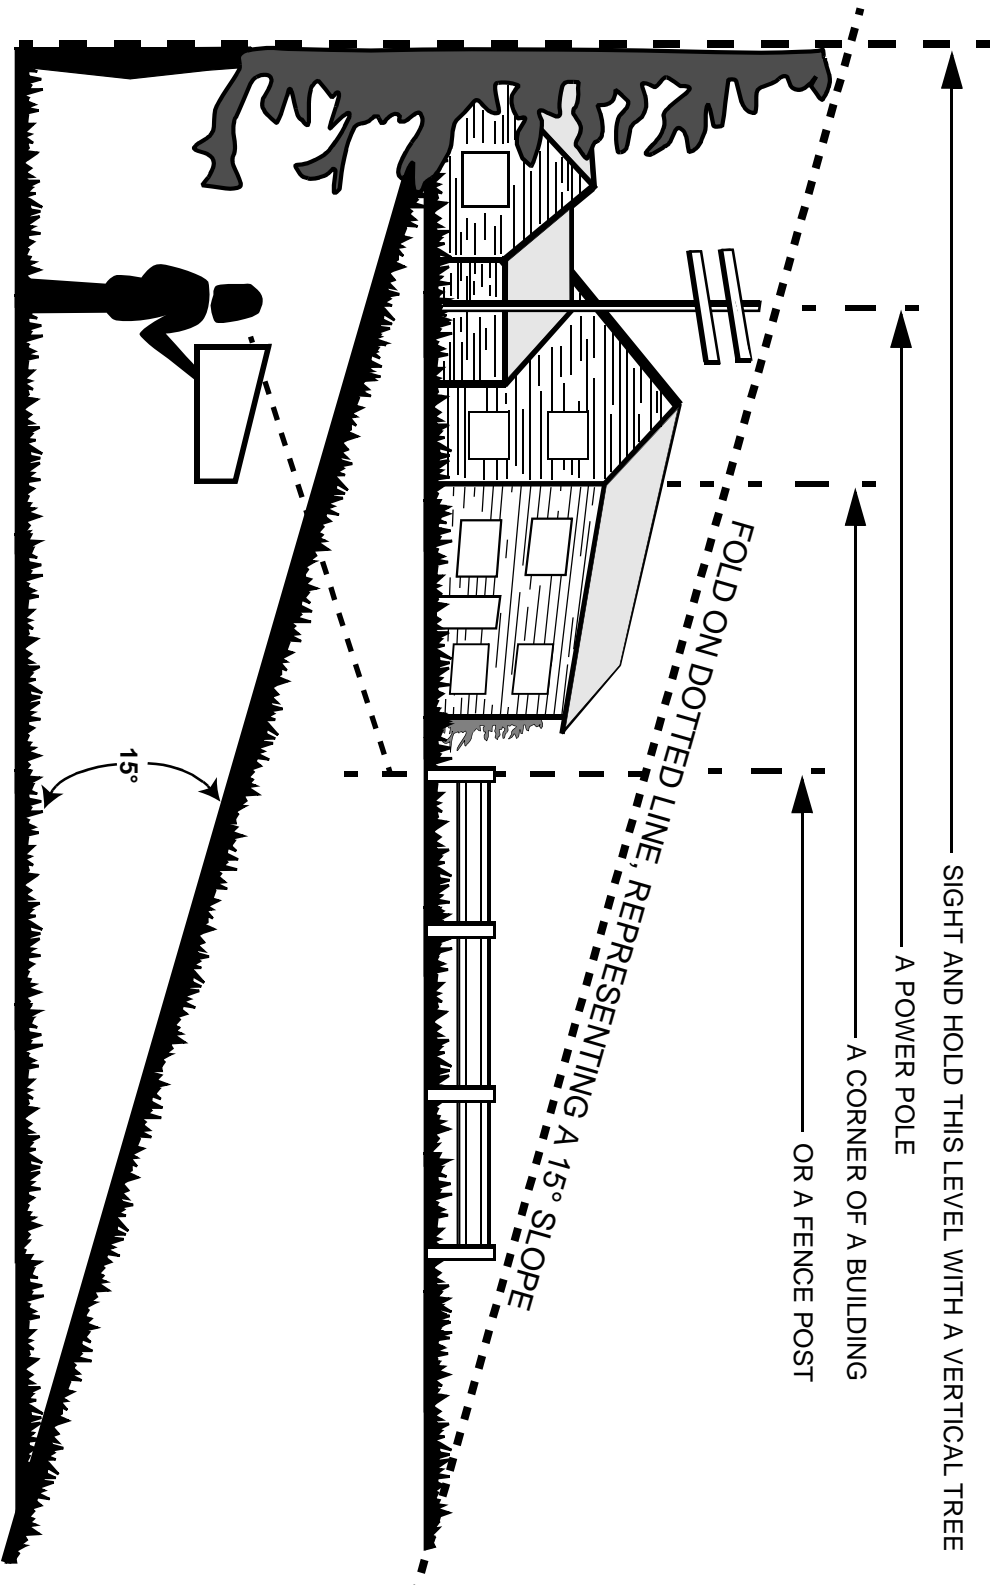 SIGHT AND HOLD THIS LEVEL WITH A VERTICAL TREE
A POWER POLE
A CORNER OF A BUILDING
OR A FENCE POST
FOLD ON DOTTED LINE, REPRESENTING A 15° SLOPE
15°